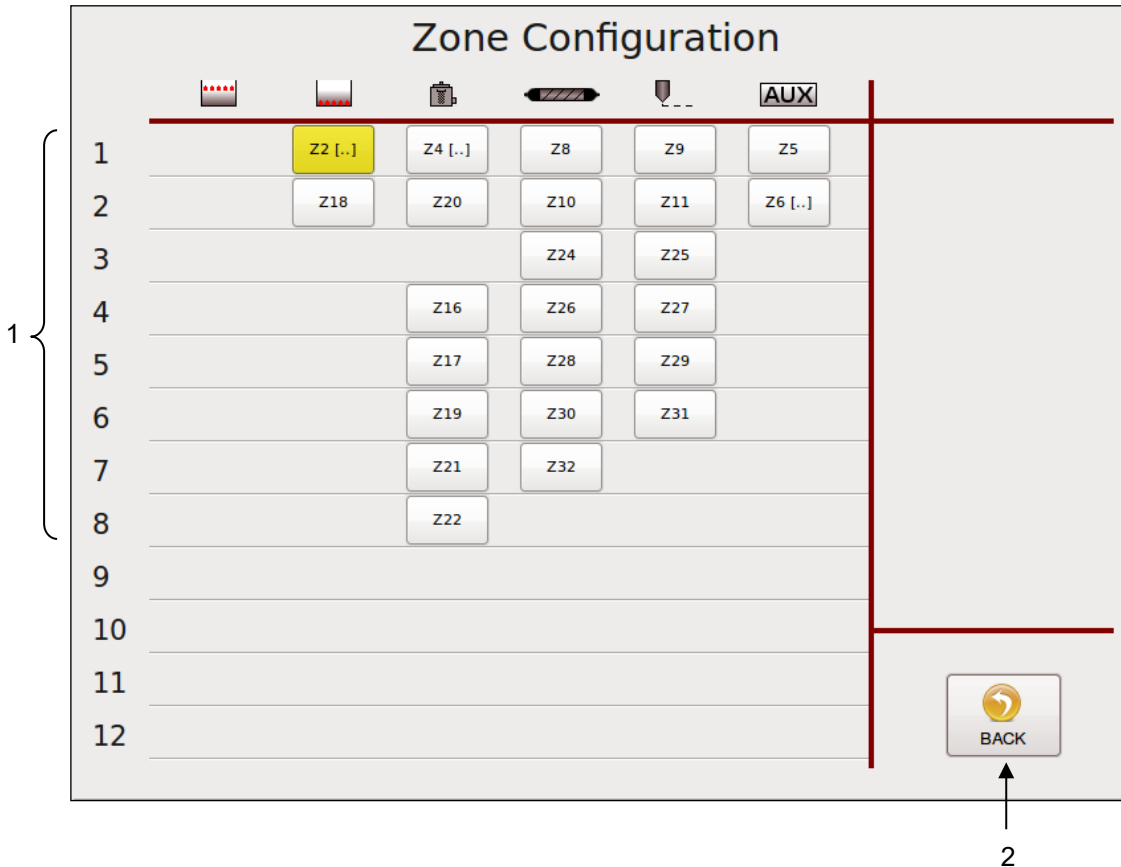 Zone Configuration
AUX
1 Z2 [..] Z4 [..] Z8 Z9 Z5
2 Z18 Z20 Z10 Z11 Z6 [..]
3 Z24 Z25
4 Z16 Z26 Z27
1
5 Z17 Z28 Z29
6 Z19 Z30 Z31
7 Z21 Z32
8 Z22
9
10
11
12
BACK
2